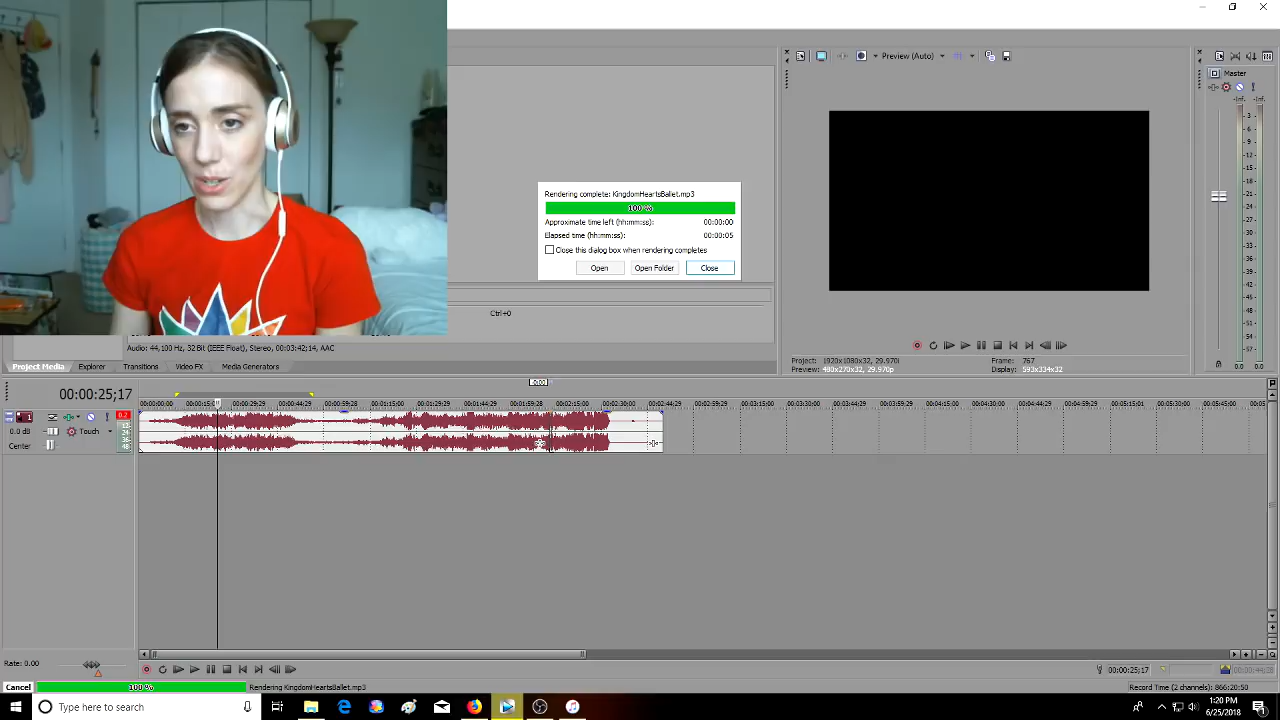 Preview (Auto)
Master
Rendering complete: KingdomHeartsBallet.mp3
100 %
Approximate time left (hh:mm:ss): 00:00:00
Elapsed time (hh:mm:ss): 00:00:05
Close this dialog box when rendering completes
Open Open Folder Close
Ctrl+0
Audio: 44,100 Hz, 32 Bit (IEEE Float), Stereo, 00:03:42;14, AAC
Project: 1920x1080x32, 29.970i
Frame: 767
Preview: 480x270x32, 29.970p
Display: 593x334x32
Project Media Explorer Transitions Video FX Media Generators
00:00:25;17
1
Touch
0.0 dB
Center
Rate: 0.00
00:00:25;17
Cancel 100 % Rendering KingdomHeartsBallet.mp3
Record Time (2 channels): 866:20:50
Type here to search
1:20 PM
6/25/2018